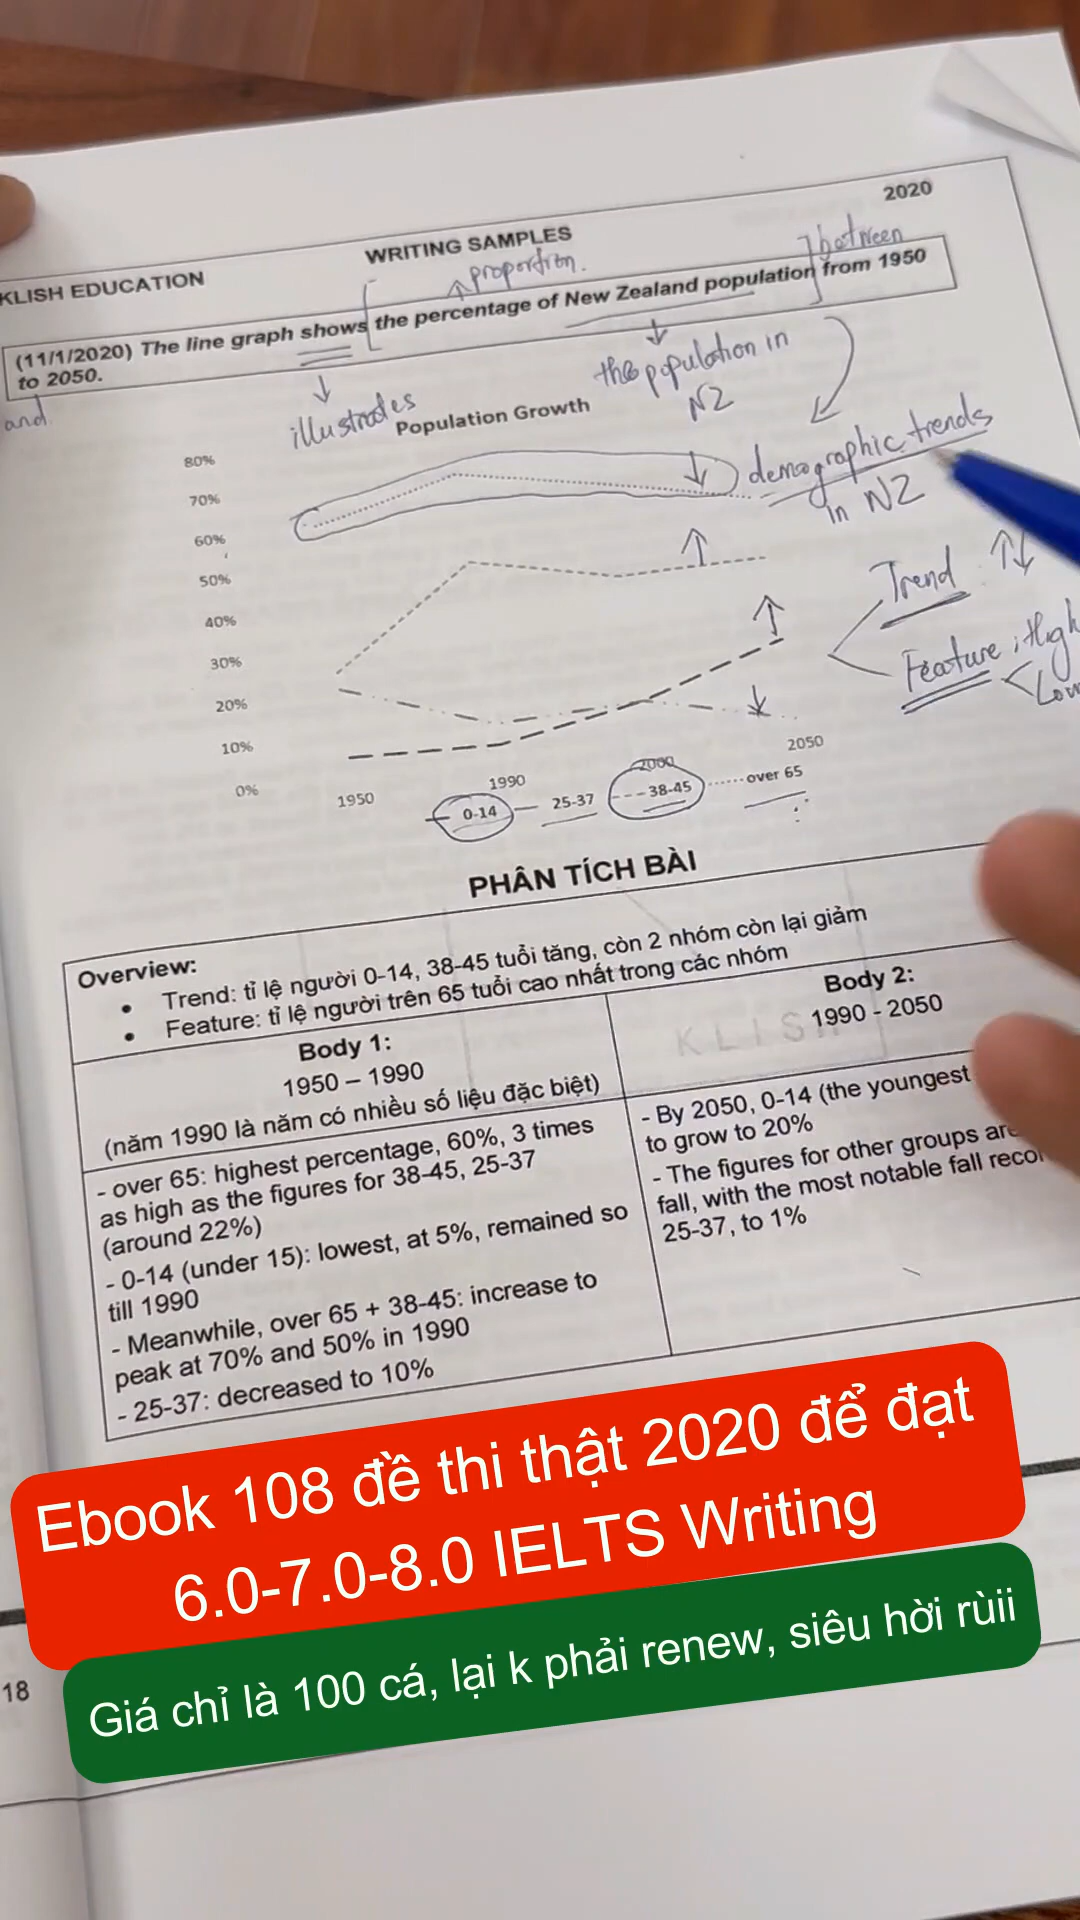 2020
KLISH EDUCATION
WRITING SAMPLES
proportion.
between
(11/1/2020) The line graph shows the percentage of New Zealand population from 1950
to 2050.
and
illustrates
the population in
NZ
Population Growth
demographic trends
in NZ
Trend
Feature : High
Low
80%
70%
60%
50%
40%
30%
20%
10%
0%
1950
1990
2000
2050
0-14
25-37
38-45
over 65
PHÂN TÍCH BÀI
Overview:
• Trend: tỉ lệ người 0-14, 38-45 tuổi tăng, còn 2 nhóm còn lại giảm
• Feature: tỉ lệ người trên 65 tuổi cao nhất trong các nhóm
Body 1:
1950 – 1990
(năm 1990 là năm có nhiều số liệu đặc biệt)
- over 65: highest percentage, 60%, 3 times
as high as the figures for 38-45, 25-37
(around 22%)
- 0-14 (under 15): lowest, at 5%, remained so
till 1990
- Meanwhile, over 65 + 38-45: increase to
peak at 70% and 50% in 1990
- 25-37: decreased to 10%
Body 2:
1990 - 2050
KLISH
- By 2050, 0-14 (the youngest
to grow to 20%
- The figures for other groups are
fall, with the most notable fall
25-37, to 1%
Ebook 108 đề thi thật 2020 để đạt
6.0-7.0-8.0 IELTS Writing
Giá chỉ là 100 cá, lại k phải renew, siêu hời rùii
18